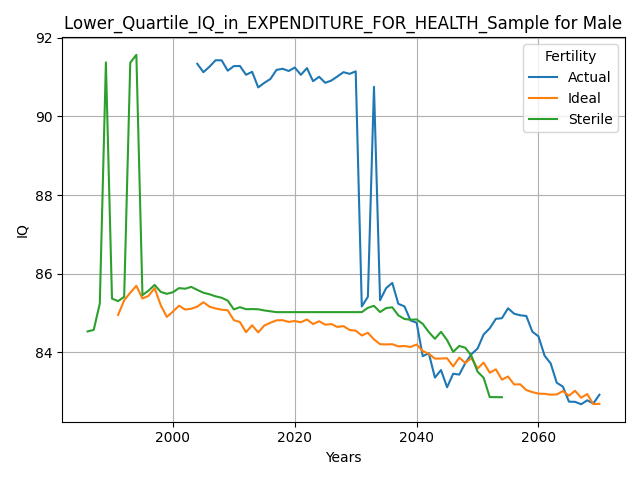 Lower_Quartile_IQ_in_EXPENDITURE_FOR_HEALTH_Sample for Male
92
90
88
86
84
IQ
2000
2020
2040
2060
Years
Fertility
Actual
Ideal
Sterile